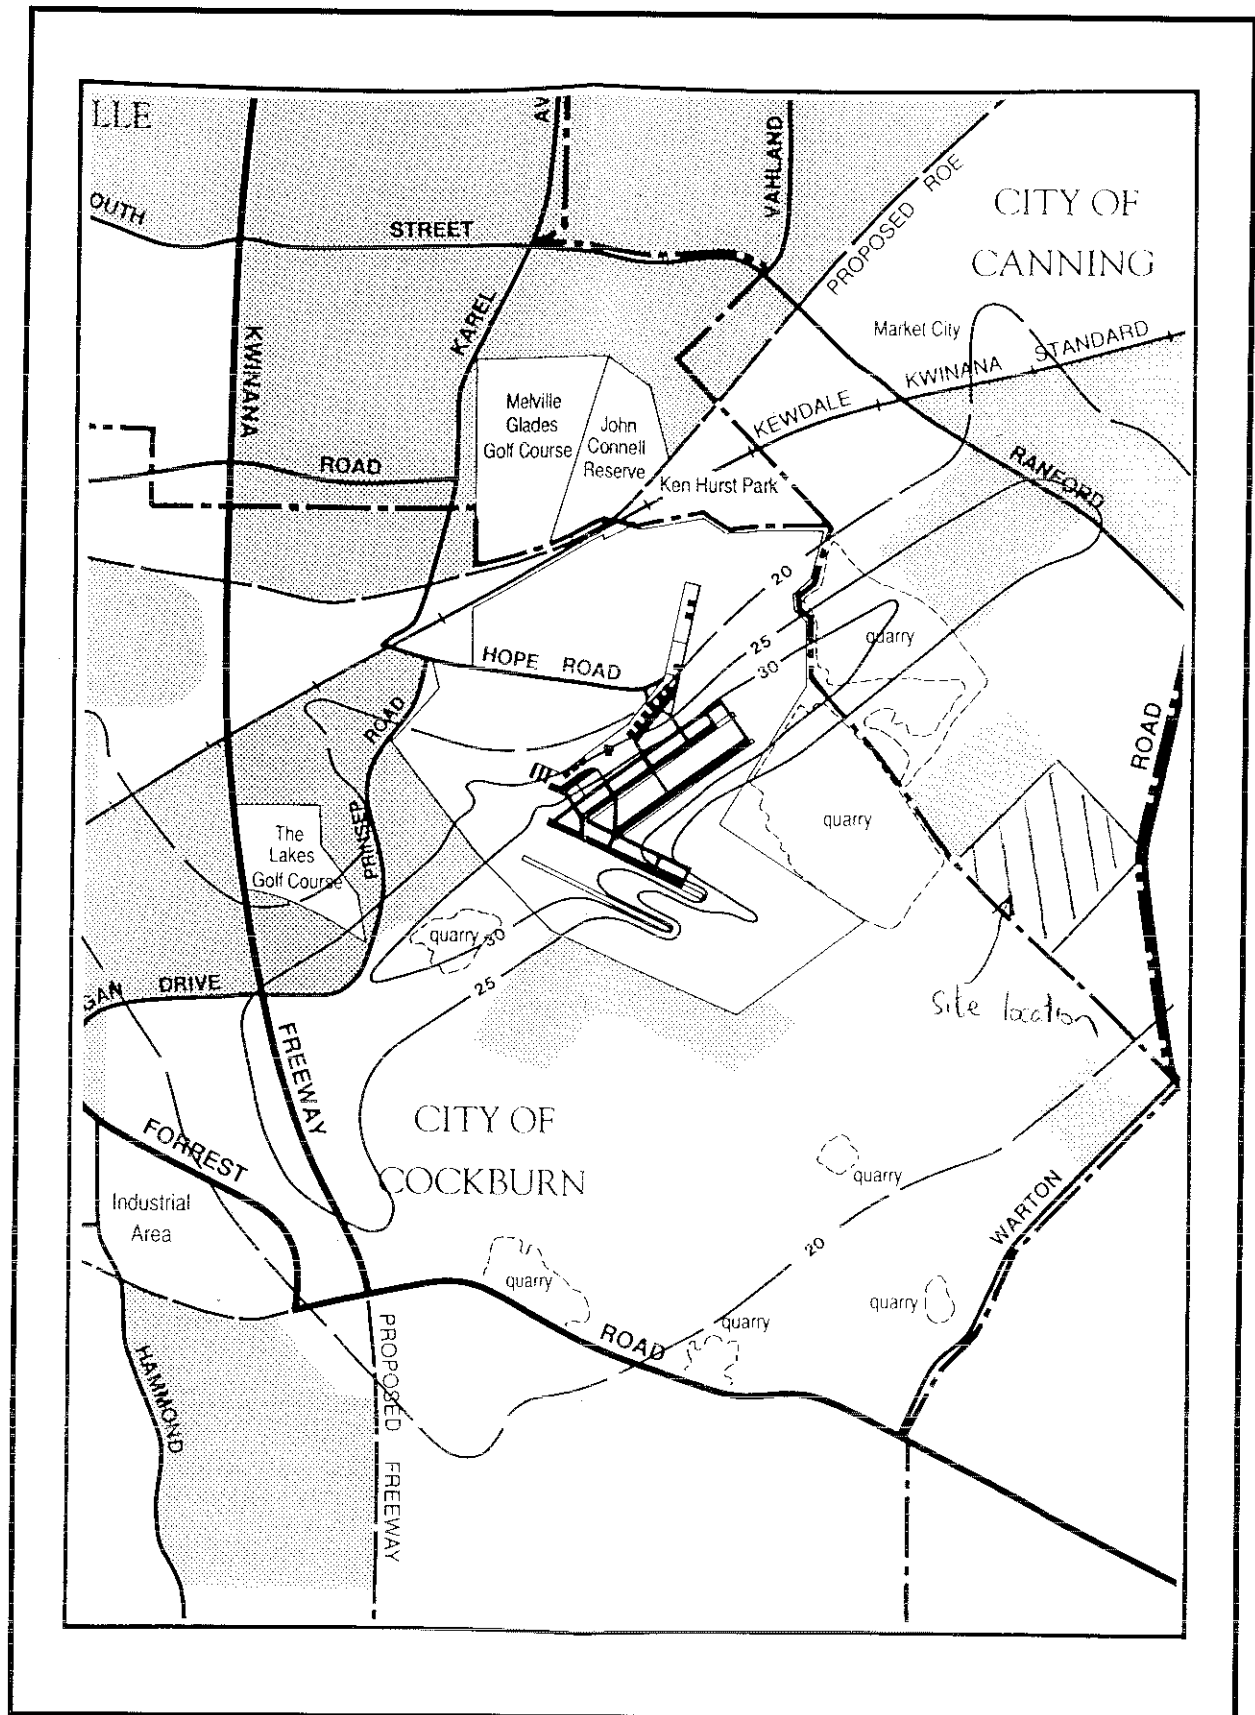 LLE
AV
VAHLAND
PROPOSED ROE
CITY OF
CANNING
OUTH
STREET
KAREL
KWINANA
Market City
KEWDALE KWINANA STANDARD
Melville
Glades
Golf Course
John
Connell
Reserve
Ken Hurst Park
ROAD
RANFORD
20
25
30
quarry
HOPE ROAD
ROAD
PRINSEP
ROAD
The
Lakes
Golf Course
quarry
quarry
30
25
GAN DRIVE
Site location
FREEWAY
CITY OF
COCKBURN
FORREST
Industrial
Area
quarry
WARTON
20
quarry
quarry
quarry
ROAD
HAMMOND
PROPOSED FREEWAY